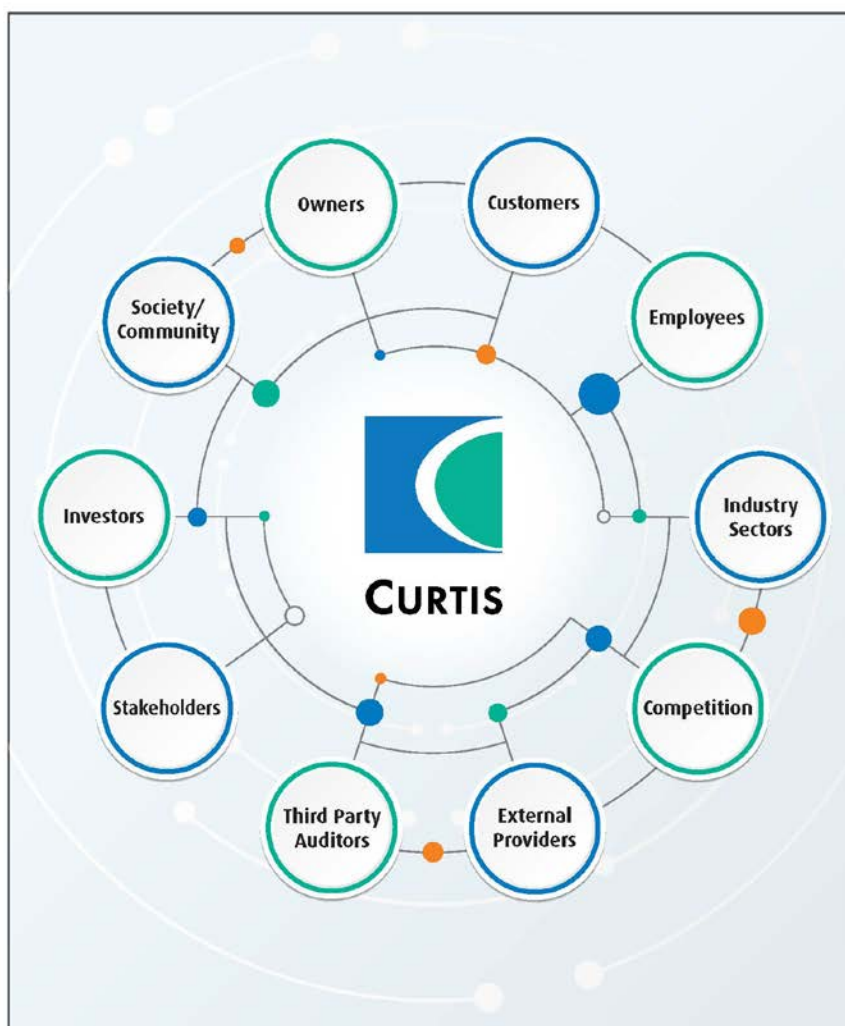 Owners
Customers
Employees
Industry
Sectors
Competition
External
Providers
Third Party
Auditors
Stakeholders
Investors
Society/
Community
CURTIS